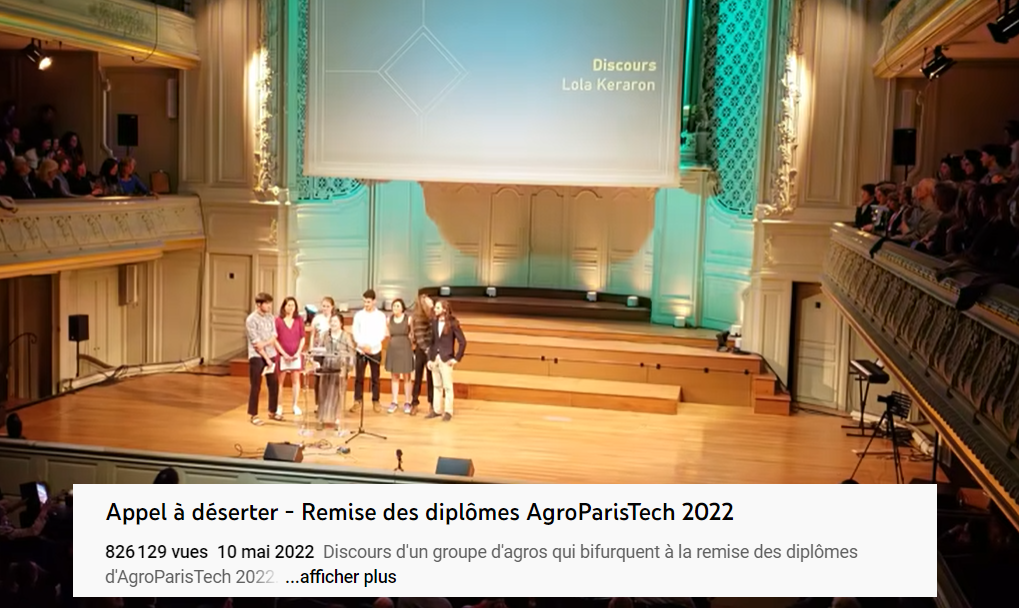 Discours
Lola Keraron
Appel à déserter - Remise des diplômes AgroParisTech 2022
826 129 vues 10 mai 2022 Discours d'un groupe d'agros qui bifurquent à la remise des diplômes
d'AgroParisTech 2022. ...afficher plus